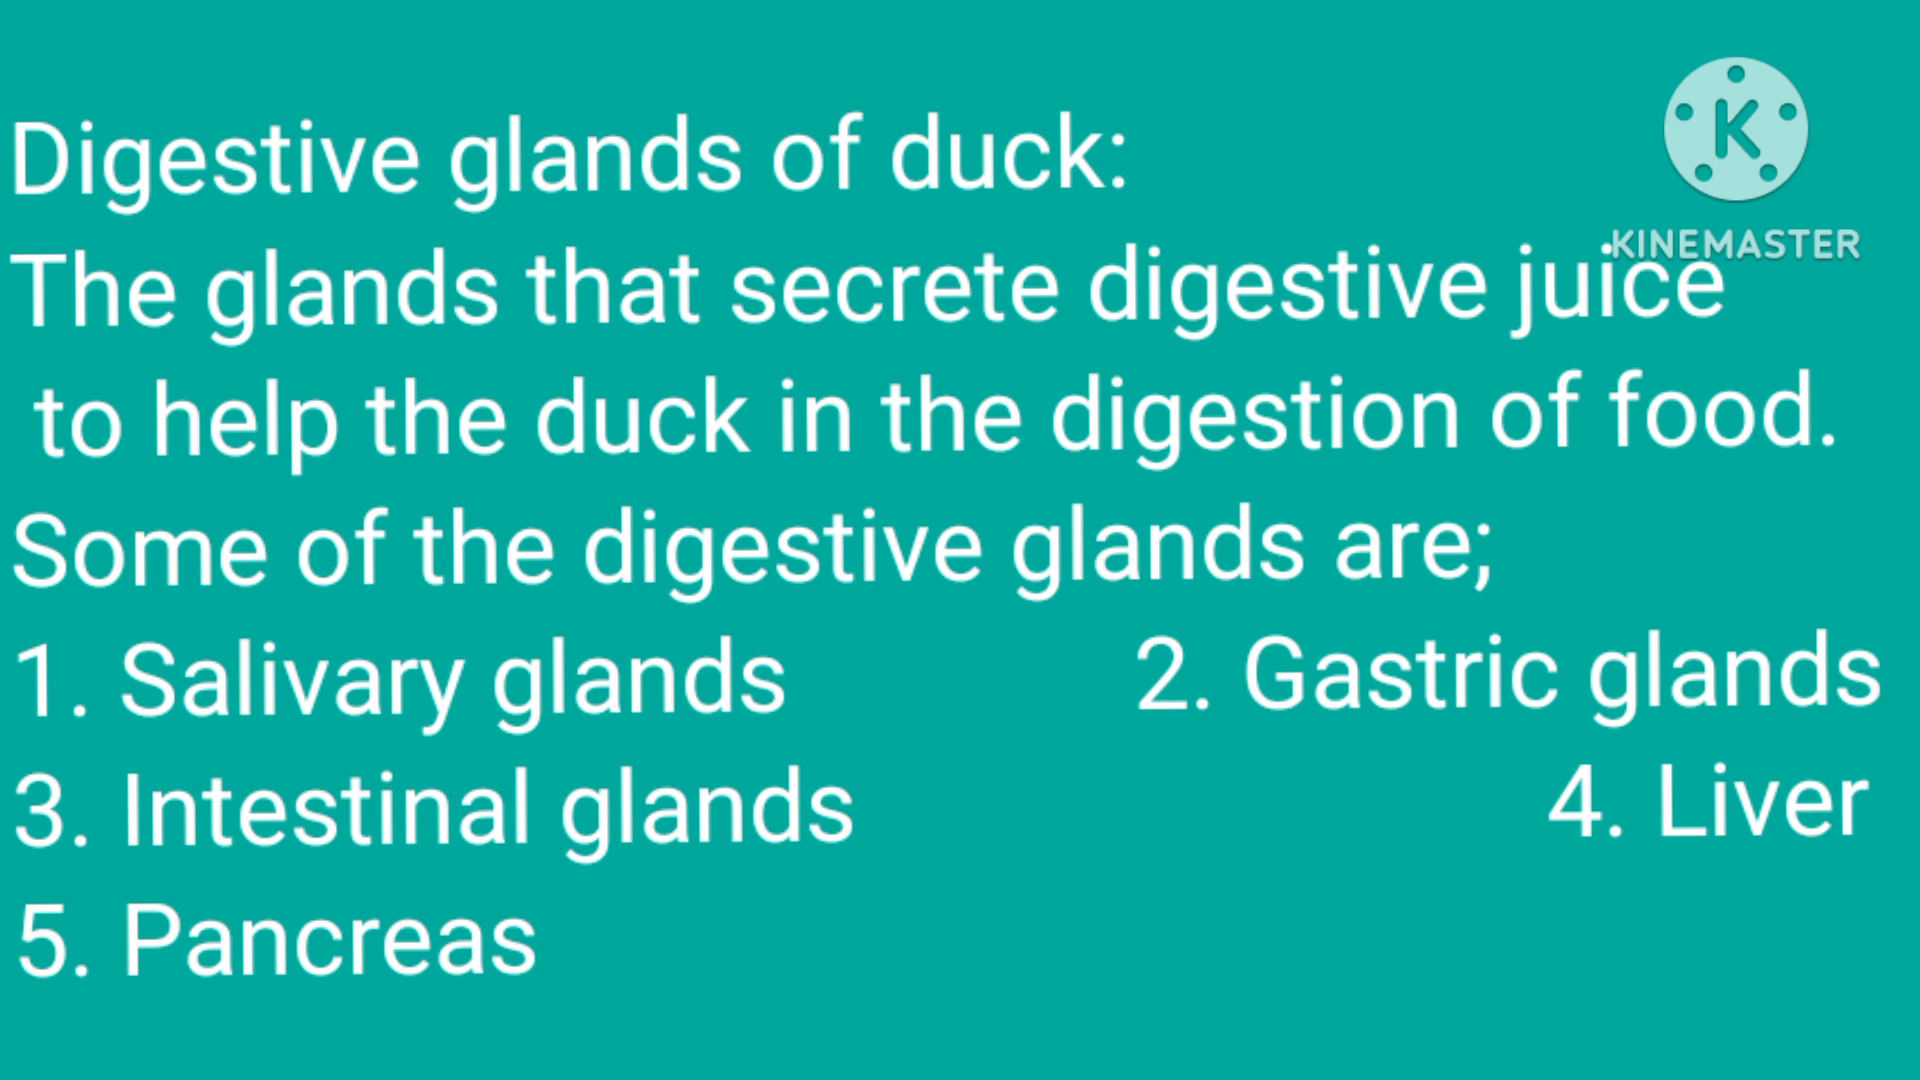 Digestive glands of duck:
KINEMASTER
The glands that secrete digestive juice
to help the duck in the digestion of food.
Some of the digestive glands are;
1. Salivary glands 2. Gastric glands
3. Intestinal glands 4. Liver
5. Pancreas